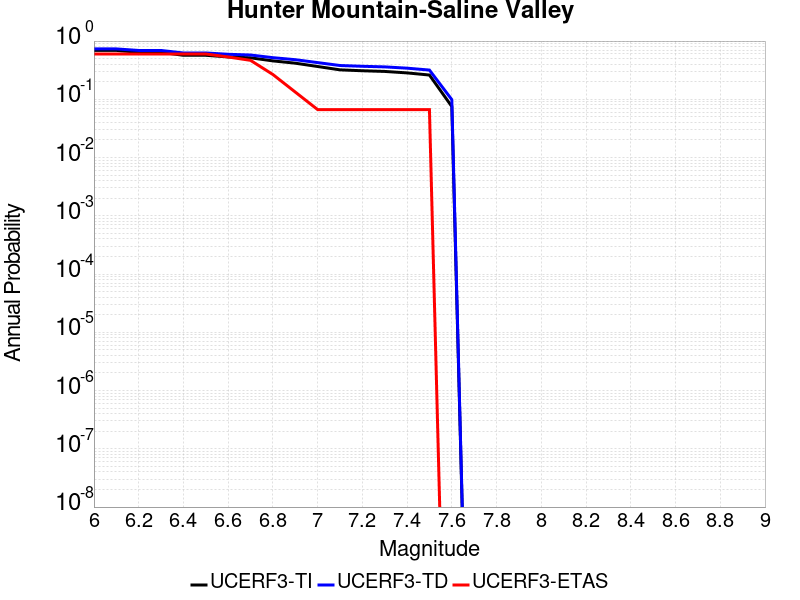 Hunter Mountain-Saline Valley
10^0
10^-1
10^-2
10^-3
10^-4
10^-5
10^-6
10^-7
10^-8
Annual Probability
6 6.2 6.4 6.6 6.8 7 7.2 7.4 7.6 7.8 8 8.2 8.4 8.6 8.8 9
Magnitude
UCERF3-TI UCERF3-TD UCERF3-ETAS